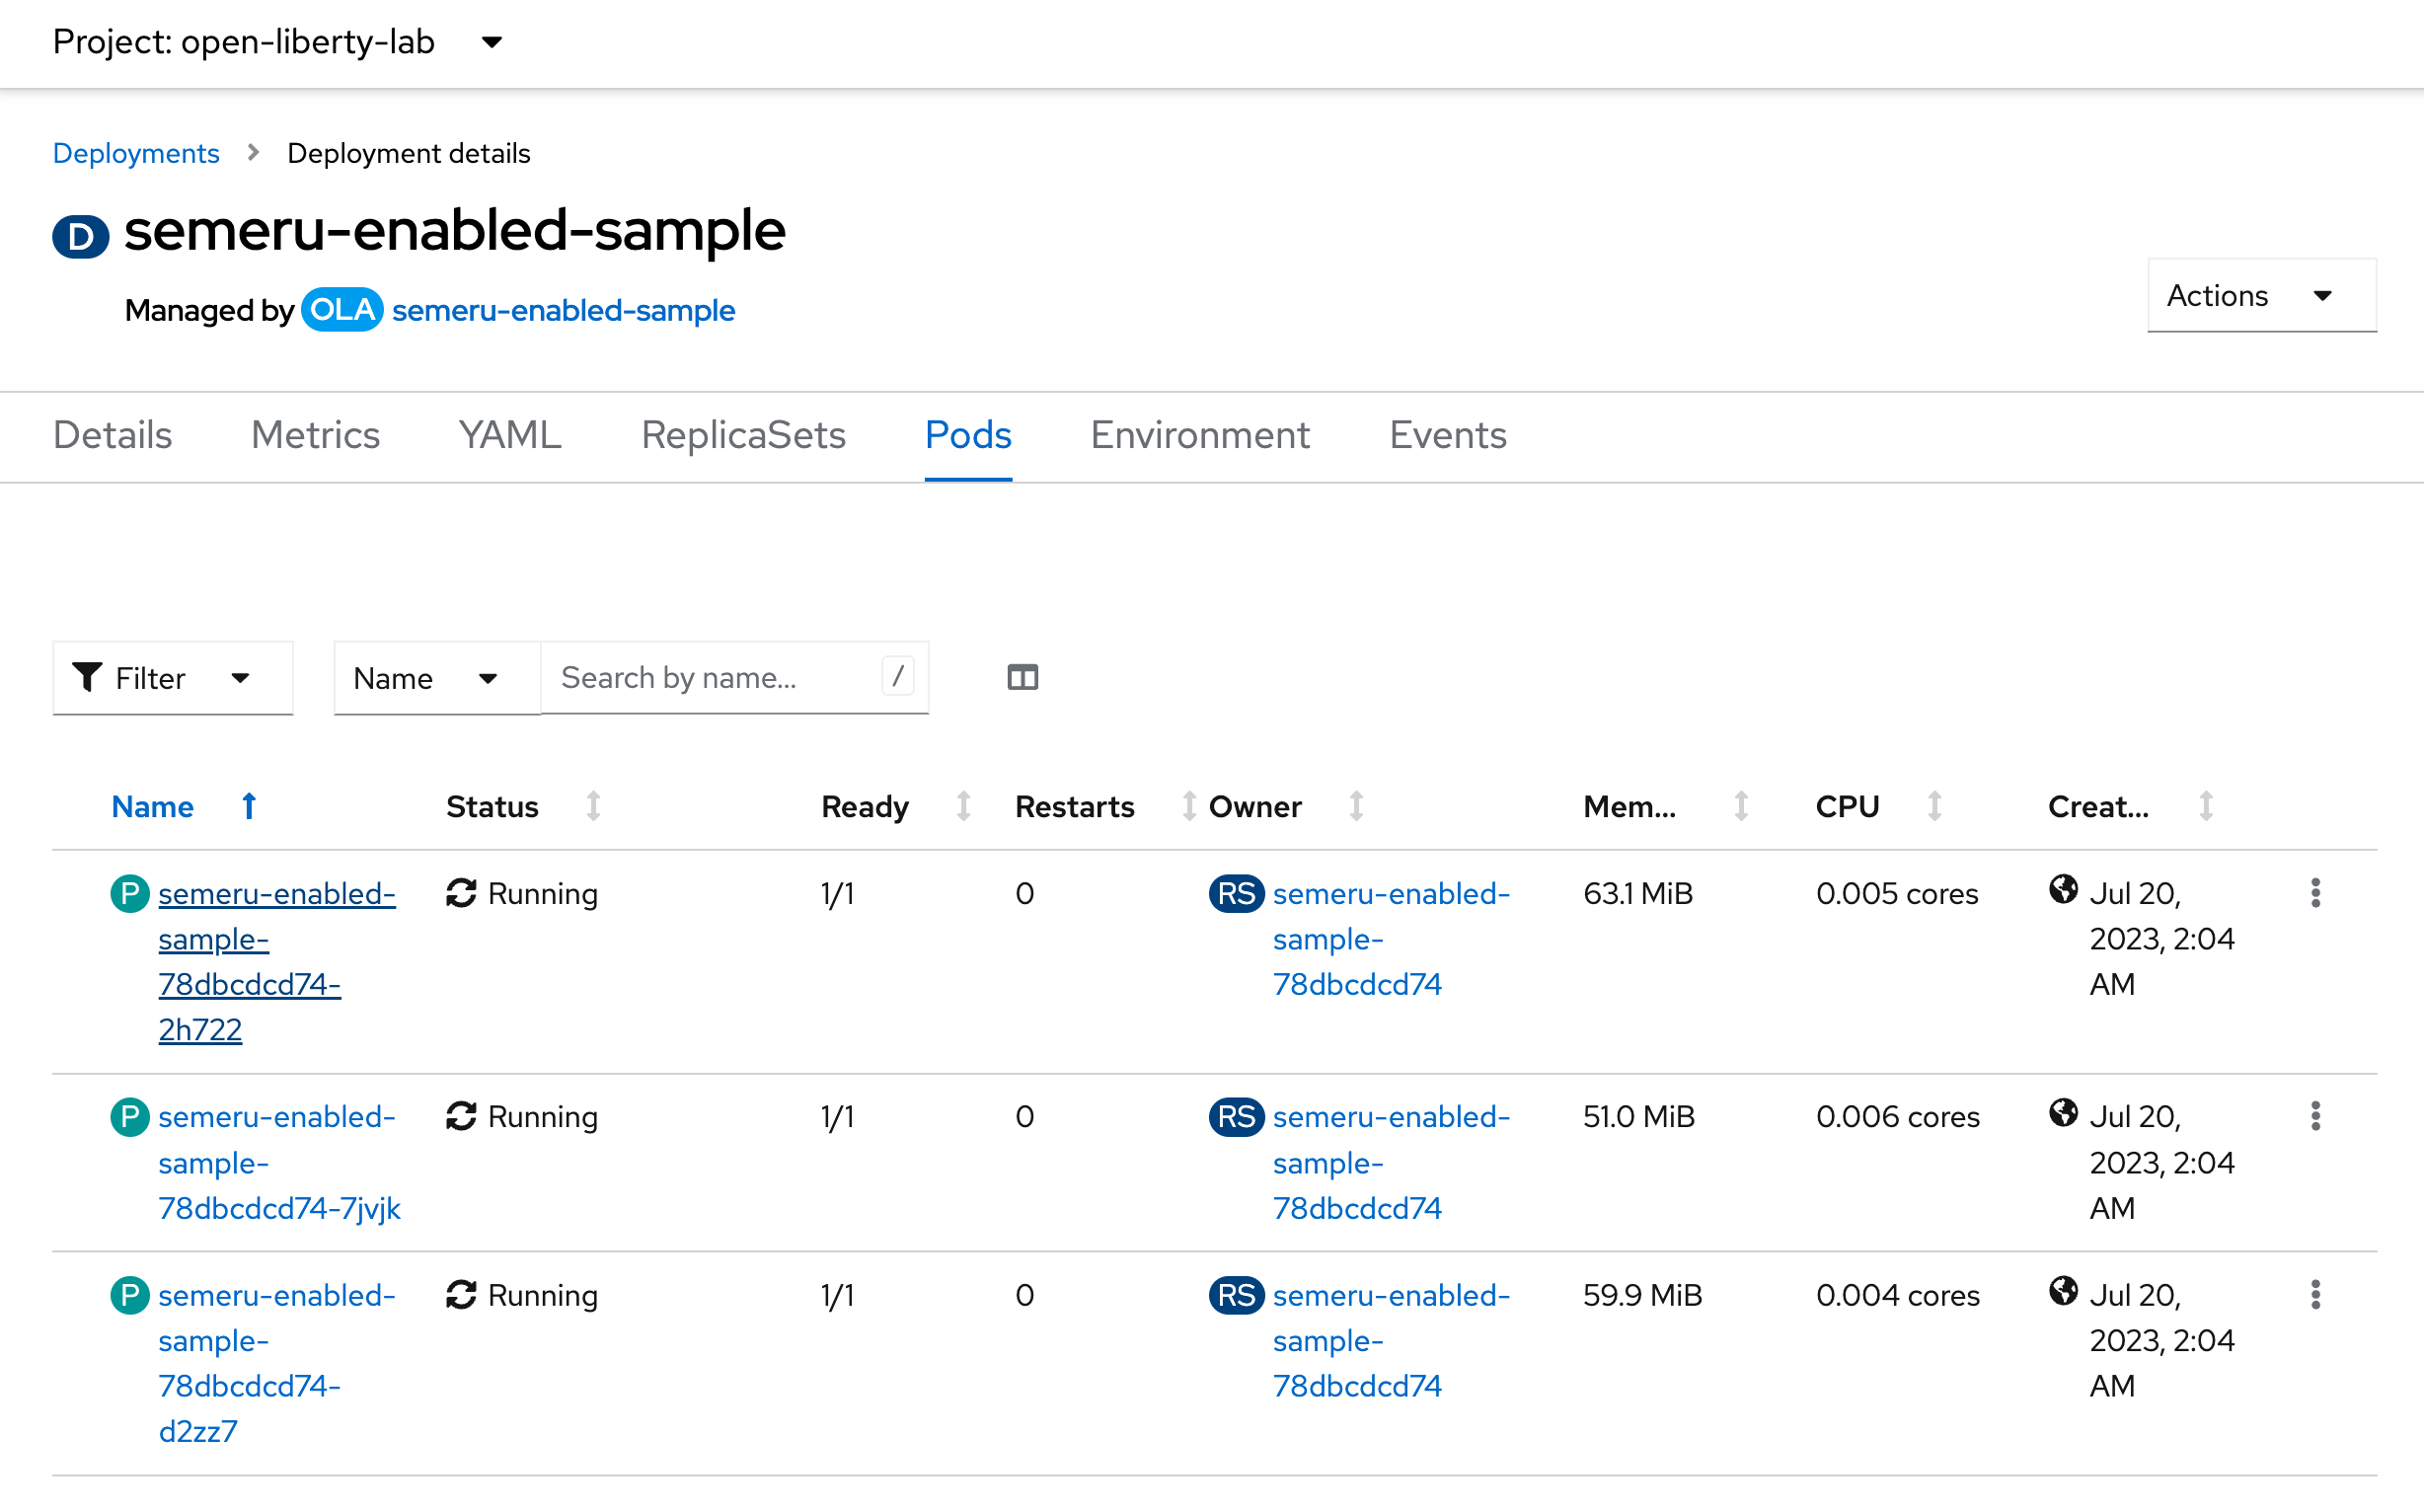 Project: open-liberty-lab
Deployments > Deployment details
D semeru-enabled-sample
Managed by OLA semeru-enabled-sample
Actions
Details Metrics YAML ReplicaSets Pods Environment Events
Filter Name Search by name... /
Name Status Ready Restarts Owner Mem... CPU Creat...
P semeru-enabled- Running 1/1 0 RS semeru-enabled- 63.1 MiB 0.005 cores Jul 20,
sample- sample- 2023, 2:04
78dbcdcd74- 78dbcdcd74 AM
2h722
P semeru-enabled- Running 1/1 0 RS semeru-enabled- 51.0 MiB 0.006 cores Jul 20,
sample- sample- 2023, 2:04
78dbcdcd74-7jvjk 78dbcdcd74 AM
P semeru-enabled- Running 1/1 0 RS semeru-enabled- 59.9 MiB 0.004 cores Jul 20,
sample- sample- 2023, 2:04
78dbcdcd74- 78dbcdcd74 AM
d2zz7